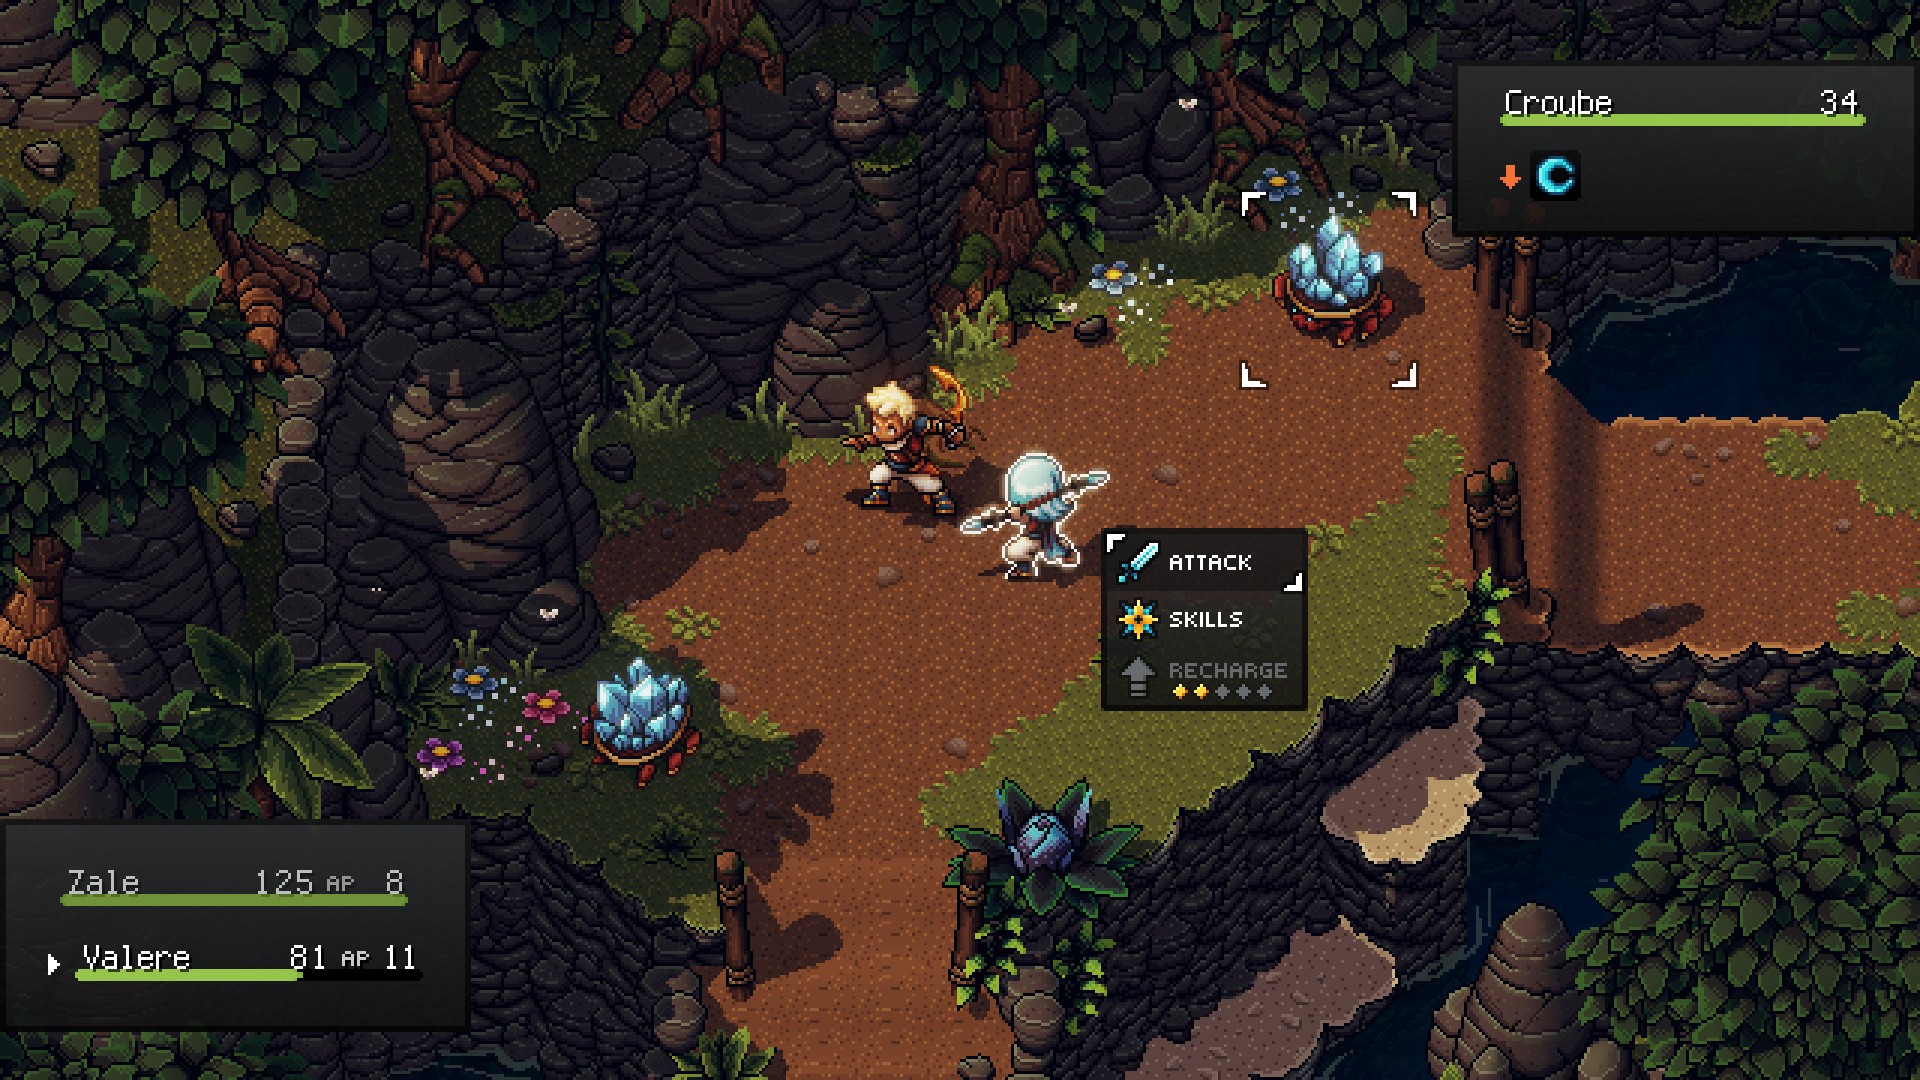 Croube 34
ATTACK
SKILLS
RECHARGE
Zale 125 AP 8
Valere 81 AP 11